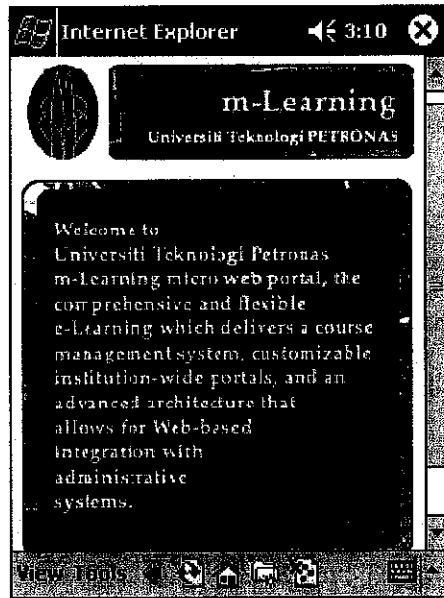 Internet Explorer 3:10
m-Learning
Universiti Teknologi PETRONAS
Welcome to
Universiti Teknologi Petronas
m-Learning micro web portal, the
comprehensive and flexible
e-Learning which delivers a course
management system, customizable
institution-wide portals, and an
advanced architecture that
allows for Web-based
integration with
administrative
systems.
View Tools